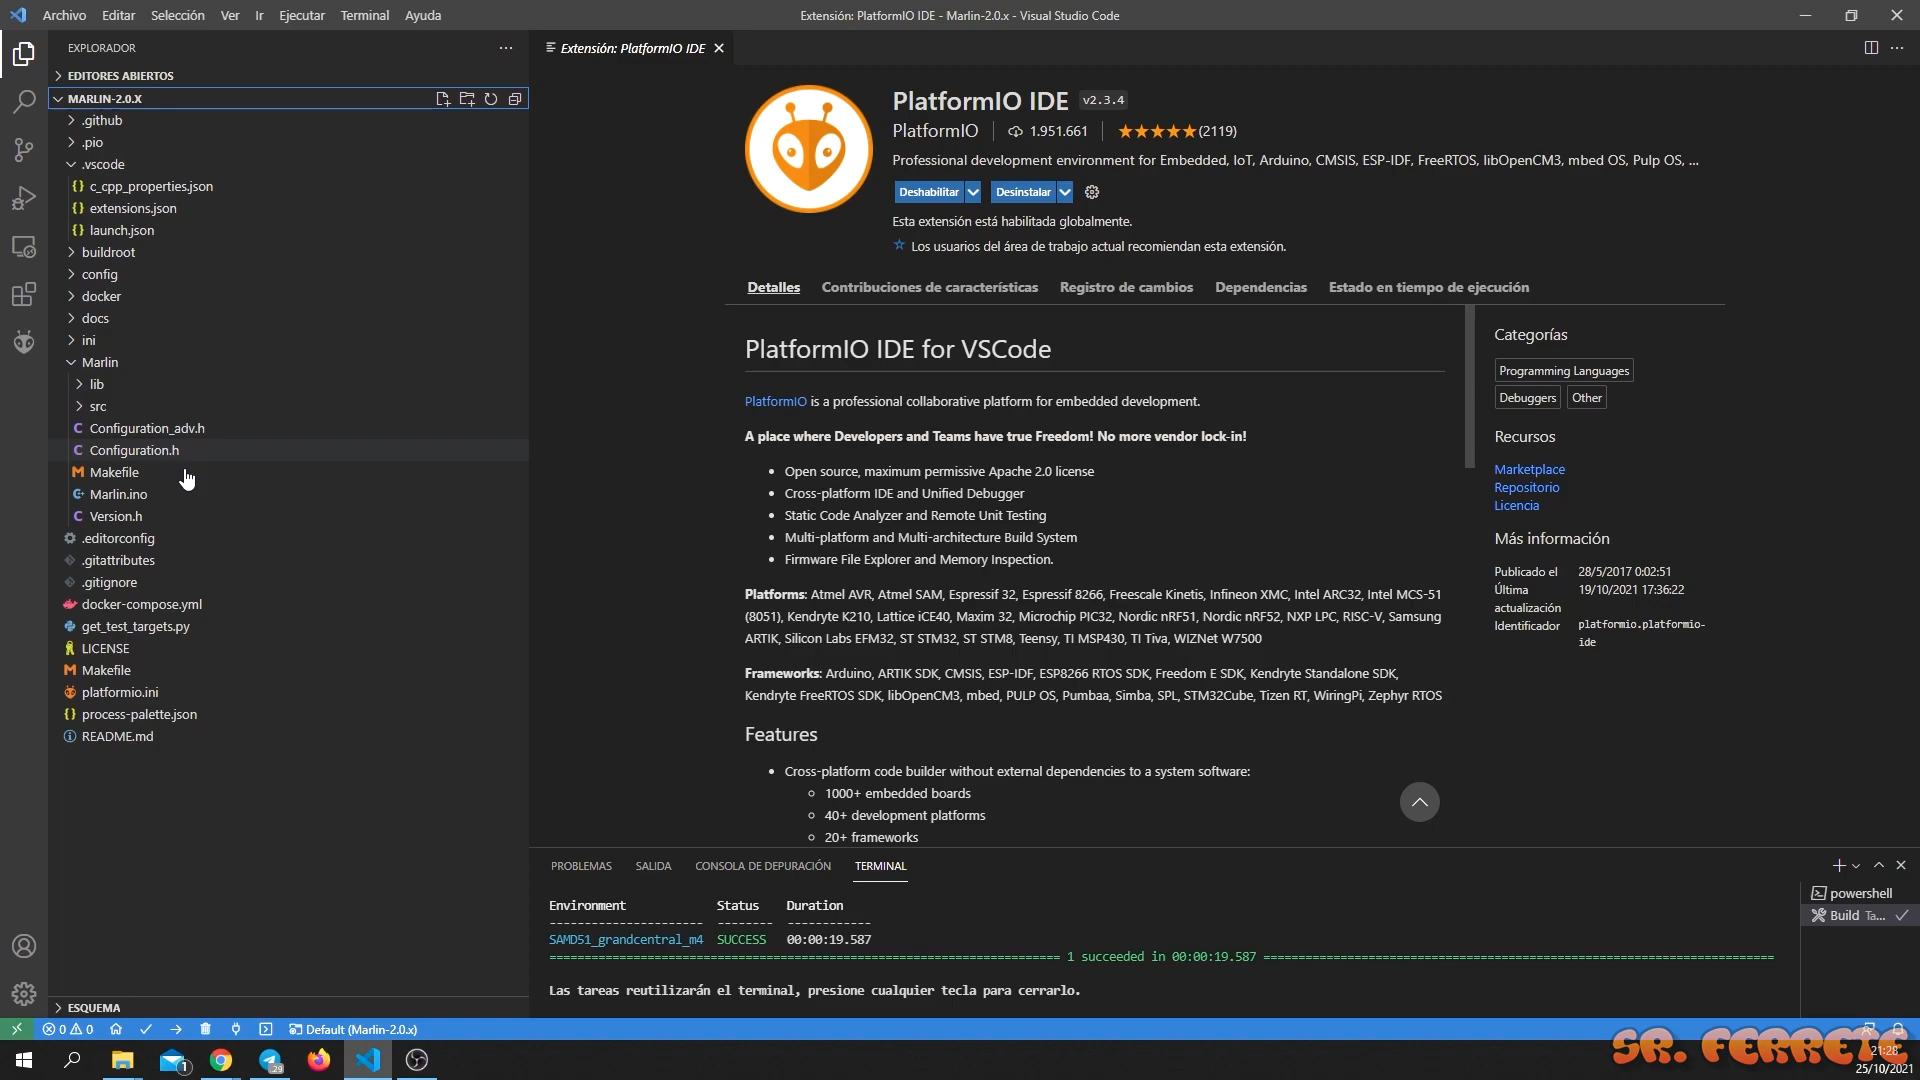 Archivo Editar Selección Ver Ir Ejecutar Terminal Ayuda
Extensión: PlatformIO IDE - Marlin-2.0.x - Visual Studio Code
EXPLORADOR
EDITORES ABIERTOS
MARLIN-2.0.X
.github
.pio
.vscode
c_cpp_properties.json
extensions.json
launch.json
buildroot
config
docker
docs
ini
Marlin
lib
src
Configuration_adv.h
Configuration.h
Makefile
Marlin.ino
Version.h
.editorconfig
.gitattributes
.gitignore
docker-compose.yml
get_test_targets.py
LICENSE
Makefile
platformio.ini
process-palette.json
README.md
ESQUEMA
Extensión: PlatformIO IDE
PlatformIO IDE v2.3.4
PlatformIO 1.951.661 ★★★★★(2119)
Professional development environment for Embedded, IoT, Arduino, CMSIS, ESP-IDF, FreeRTOS, libOpenCM3, mbed OS, Pulp OS, ...
Deshabilitar Desinstalar
Esta extensión está habilitada globalmente.
Los usuarios del área de trabajo actual recomiendan esta extensión.
Detalles Contribuciones de características Registro de cambios Dependencias Estado en tiempo de ejecución
PlatformIO IDE for VSCode
PlatformIO is a professional collaborative platform for embedded development.
A place where Developers and Teams have true Freedom! No more vendor lock-in!
• Open source, maximum permissive Apache 2.0 license
• Cross-platform IDE and Unified Debugger
• Static Code Analyzer and Remote Unit Testing
• Multi-platform and Multi-architecture Build System
• Firmware File Explorer and Memory Inspection.
Platforms: Atmel AVR, Atmel SAM, Espressif 32, Espressif 8266, Freescale Kinetis, Infineon XMC, Intel ARC32, Intel MCS-51
(8051), Kendryte K210, Lattice iCE40, Maxim 32, Microchip PIC32, Nordic nRF51, Nordic nRF52, NXP LPC, RISC-V, Samsung
ARTIK, Silicon Labs EFM32, ST STM32, ST STM8, Teensy, TI MSP430, TI Tiva, WIZNet W7500
Frameworks: Arduino, ARTIK SDK, CMSIS, ESP-IDF, ESP8266 RTOS SDK, Freedom E SDK, Kendryte Standalone SDK,
Kendryte FreeRTOS SDK, libOpenCM3, mbed, PULP OS, Pumbaa, Simba, SPL, STM32Cube, Tizen RT, WiringPi, Zephyr RTOS
Features
• Cross-platform code builder without external dependencies to a system software:
◦ 1000+ embedded boards
◦ 40+ development platforms
◦ 20+ frameworks
Categorías
Programming Languages
Debuggers Other
Recursos
Marketplace
Repositorio
Licencia
Más información
Publicado el 28/5/2017 0:02:51
Última 19/10/2021 17:36:22
actualización
Identificador platformio.platformio-
ide
PROBLEMAS SALIDA CONSOLA DE DEPURACIÓN TERMINAL
Environment Status Duration
---------------------- -------- ------------
SAMD51_grandcentral_m4 SUCCESS 00:00:19.587
========== 1 succeeded in 00:00:19.587 ==========
Las tareas reutilizarán el terminal, presione cualquier tecla para cerrarlo.
powershell
Build Ta...
0 0 Default (Marlin-2.0.x)
1
29
SR. FERRETE
21:28
25/10/2021